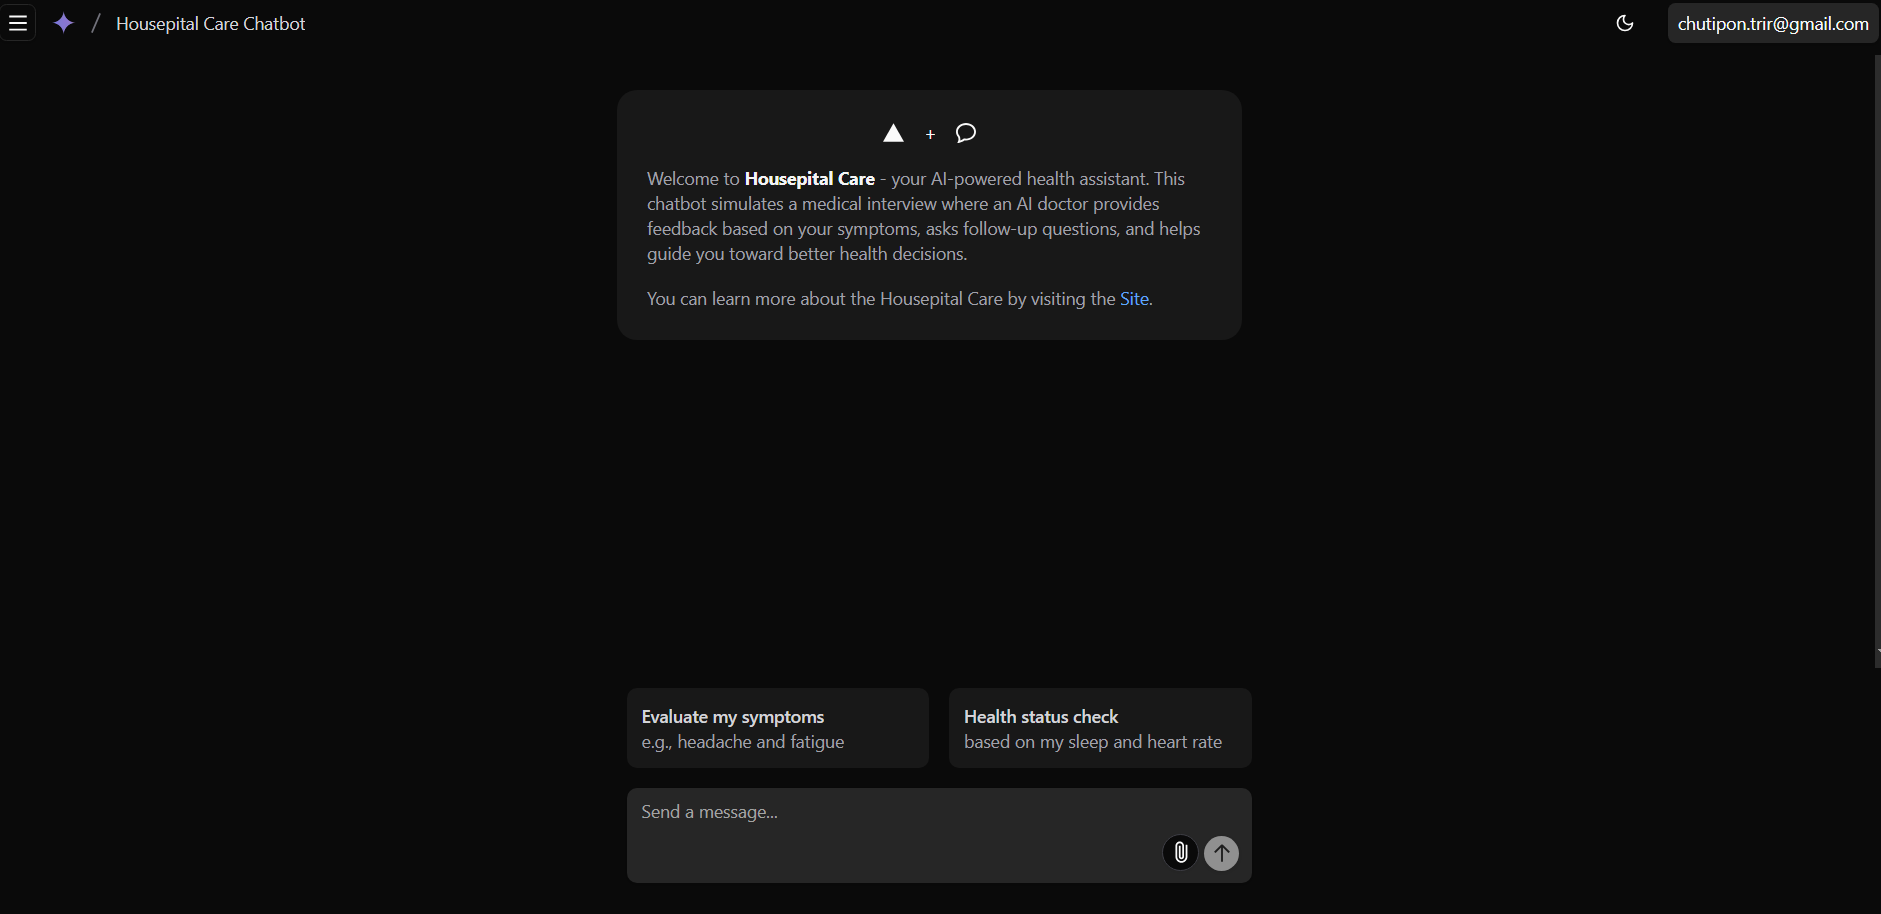 / Housepital Care Chatbot
chutipon.trir@gmail.com
+
Welcome to Housepital Care - your AI-powered health assistant. This
chatbot simulates a medical interview where an AI doctor provides
feedback based on your symptoms, asks follow-up questions, and helps
guide you toward better health decisions.
You can learn more about the Housepital Care by visiting the Site.
Evaluate my symptoms
e.g., headache and fatigue
Health status check
based on my sleep and heart rate
Send a message...